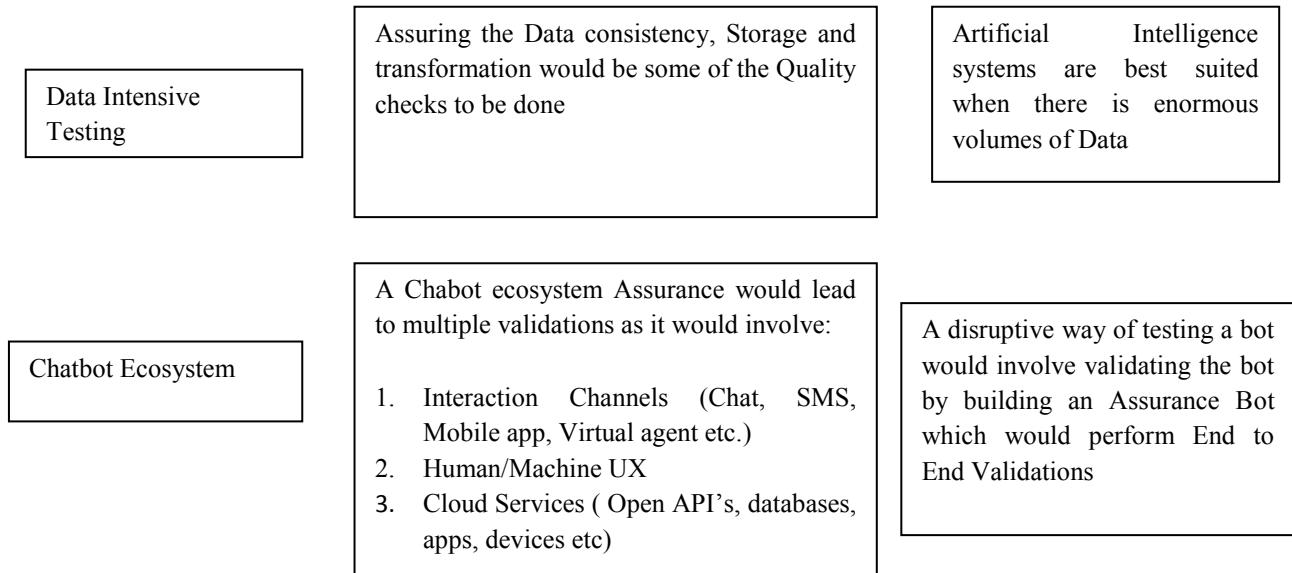 Data Intensive
Testing
Assuring the Data consistency, Storage and
transformation would be some of the Quality
checks to be done
Artificial Intelligence
systems are best suited
when there is enormous
volumes of Data
Chatbot Ecosystem
A Chabot ecosystem Assurance would lead
to multiple validations as it would involve:
1. Interaction Channels (Chat, SMS,
Mobile app, Virtual agent etc.)
2. Human/Machine UX
3. Cloud Services ( Open API’s, databases,
apps, devices etc)
A disruptive way of testing a bot
would involve validating the bot
by building an Assurance Bot
which would perform End to
End Validations